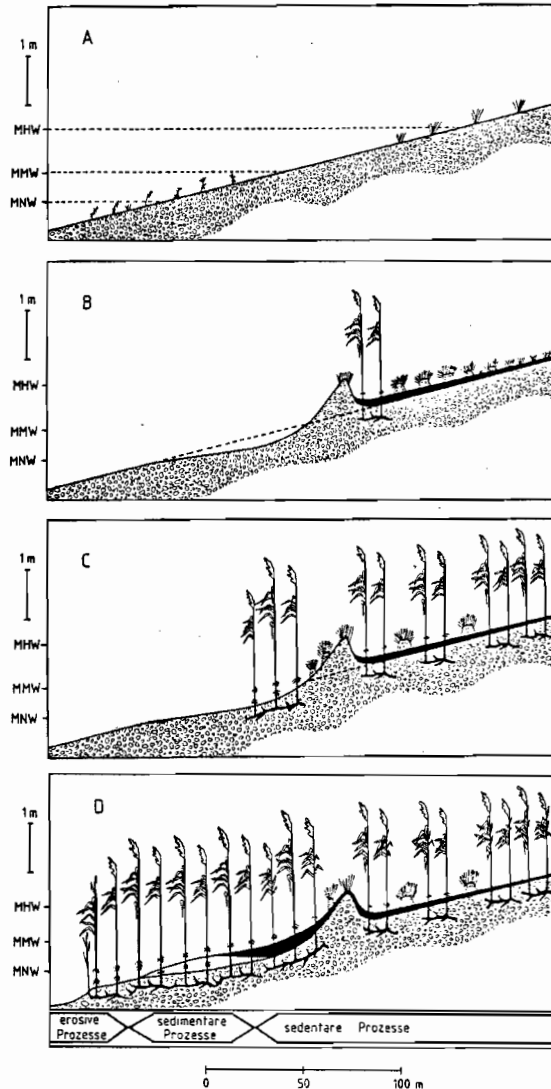 A
1 m
MHW
MMW
MNW
B
1 m
MHW
MMW
MNW
C
1 m
MHW
MMW
MNW
D
1 m
MHW
MMW
MNW
erosive Prozesse
sedimentare Prozesse
sedentare Prozesse
0 50 100 m